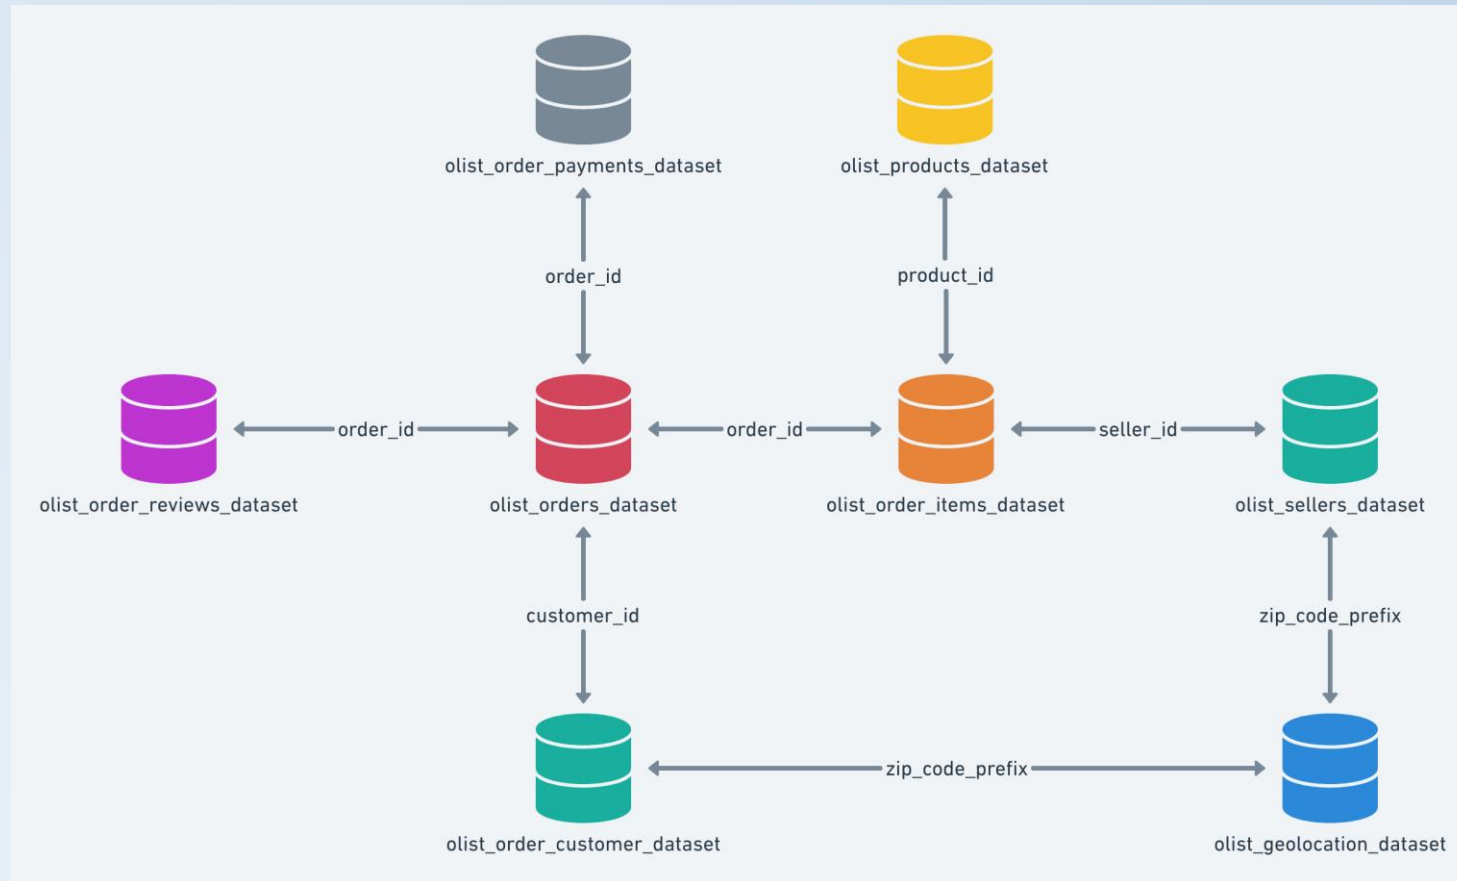 olist_order_payments_dataset
olist_products_dataset
order_id
product_id
order_id
order_id
seller_id
olist_order_reviews_dataset
olist_orders_dataset
olist_order_items_dataset
olist_sellers_dataset
customer_id
zip_code_prefix
zip_code_prefix
olist_order_customer_dataset
olist_geolocation_dataset